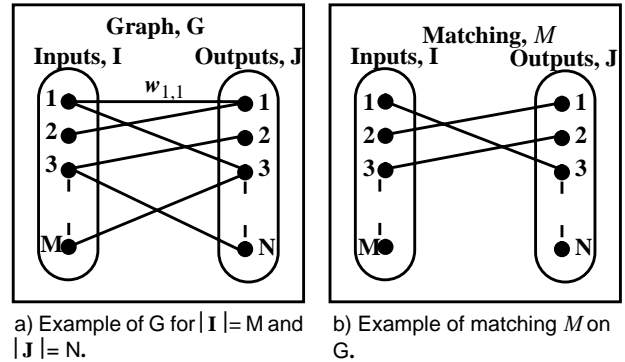 Graph, G
Inputs, I Outputs, J
w1,1
1 1
2 2
3 3
M N
a) Example of G for | I | = M and
| J | = N.
Matching, M
Inputs, I Outputs, J
1 1
2 2
3 3
M N
b) Example of matching M on
G.